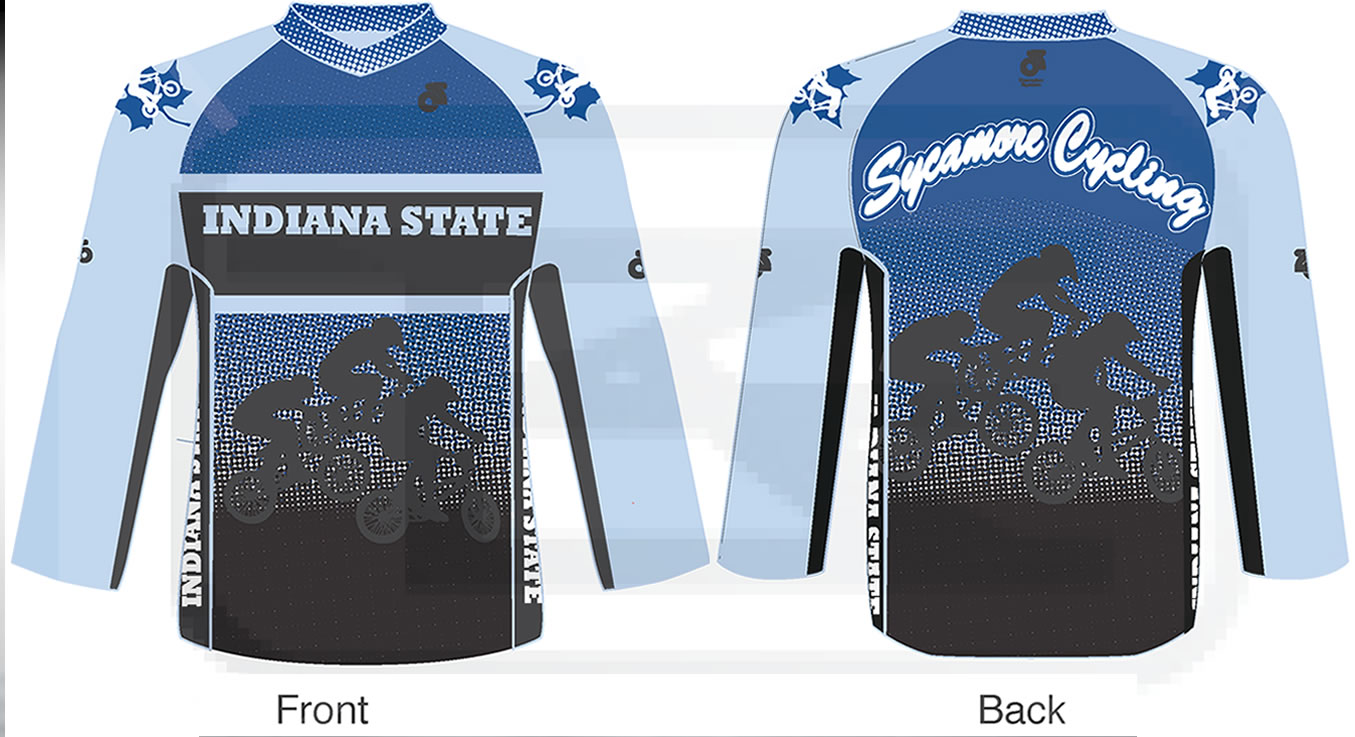 INDIANA STATE
INDIANA STATE
INDIANA STATE
Sycamore Cycling
Front
Back